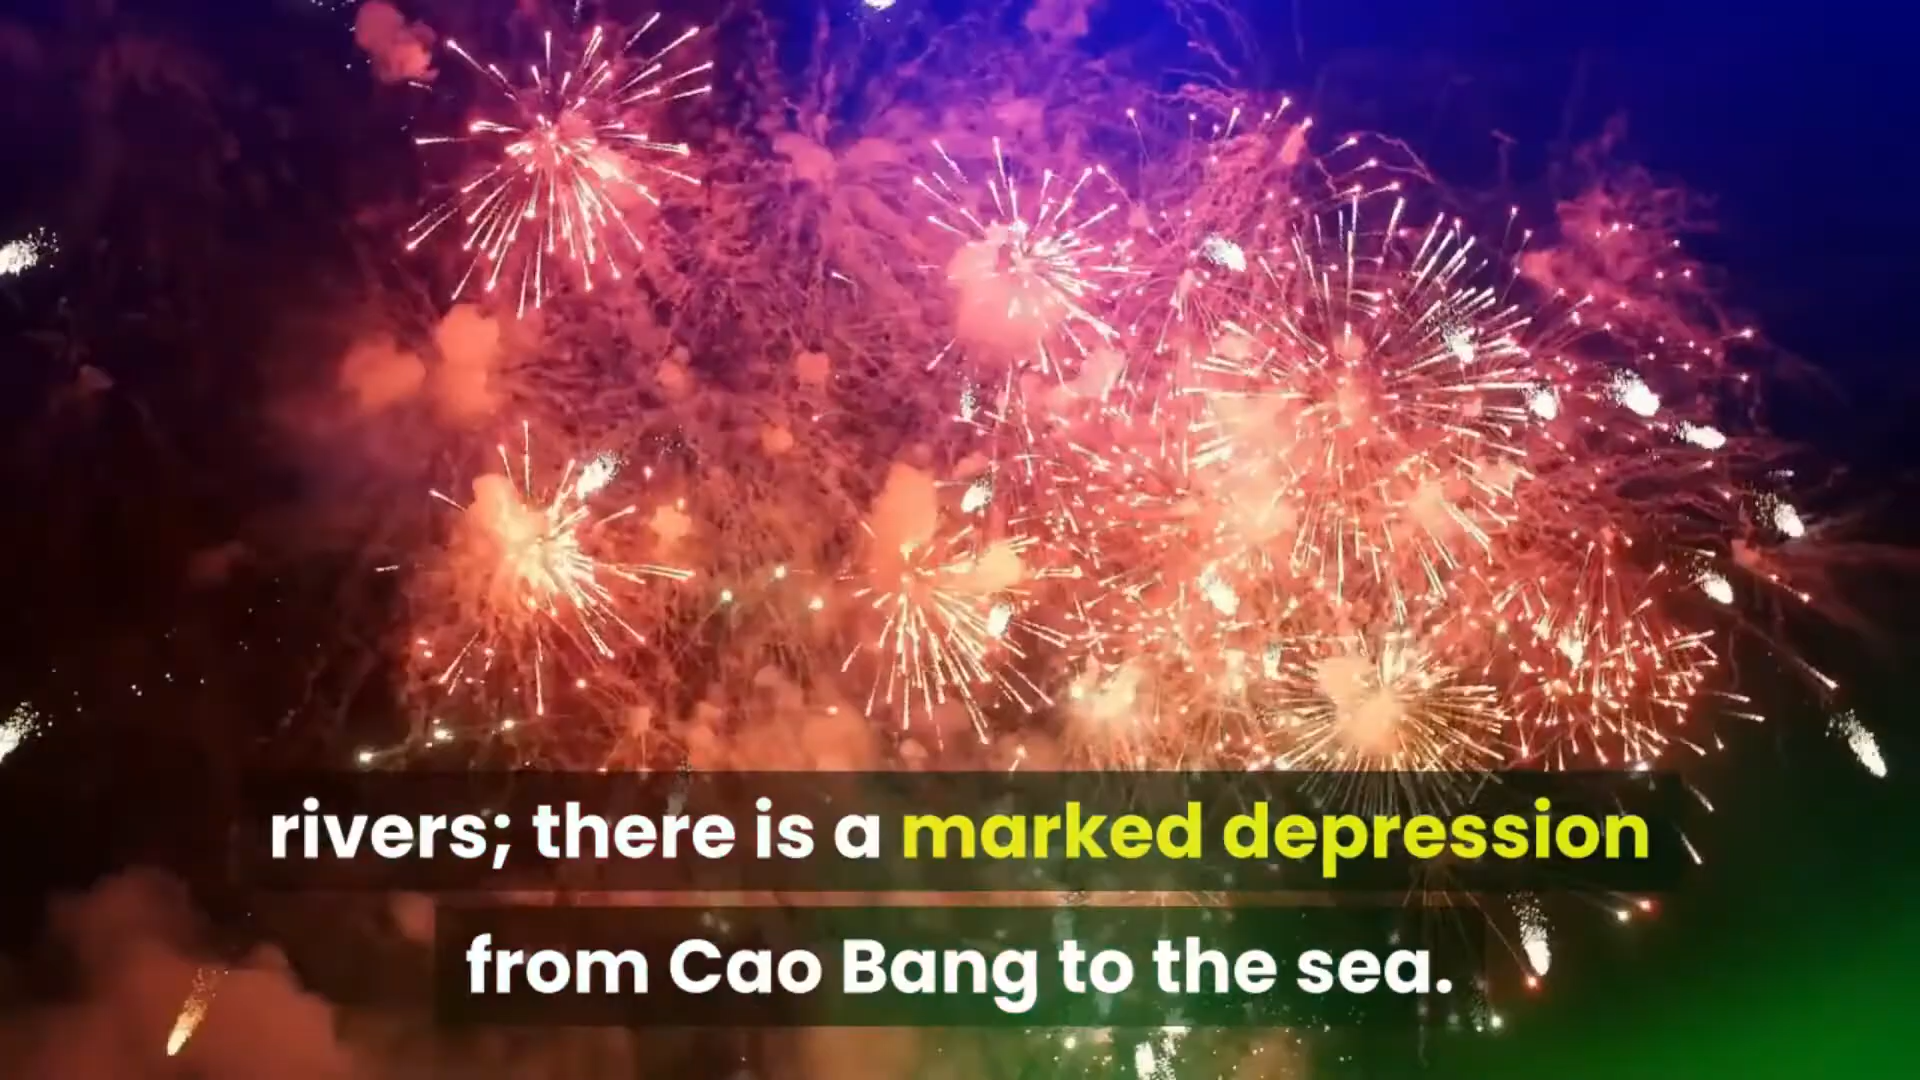 rivers; there is a marked depression
from Cao Bang to the sea.